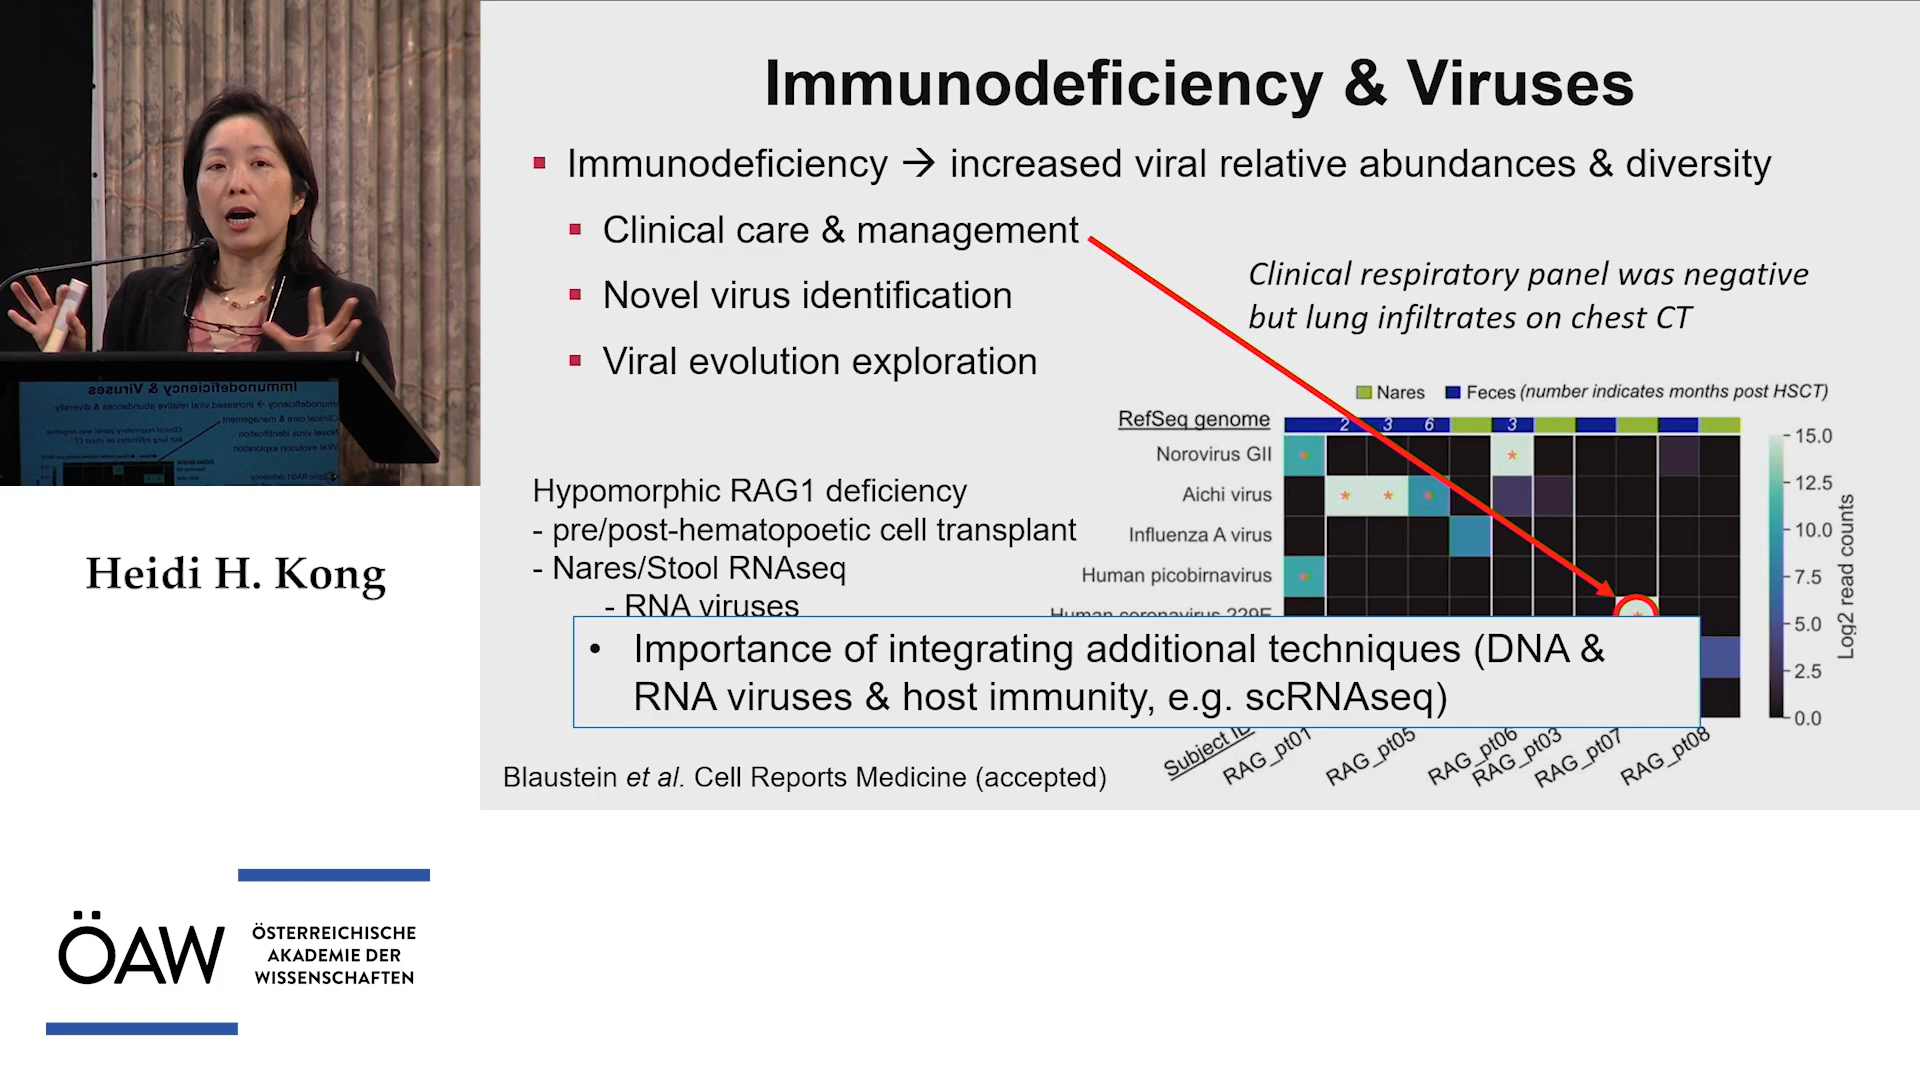 Immunodeficiency & Viruses
Immunodeficiency → increased viral relative abundances & diversity
Clinical care & management
Novel virus identification
Viral evolution exploration
Clinical respiratory panel was negative
but lung infiltrates on chest CT
Nares Feces (number indicates months post HSCT)
RefSeq genome
2 3 6 3
Norovirus GII
Aichi virus
Influenza A virus
Human picobirnavirus
Human coronavirus 229E
15.0
12.5
10.0
7.5
5.0
2.5
0.0
Log2 read counts
Hypomorphic RAG1 deficiency
- pre/post-hematopoetic cell transplant
- Nares/Stool RNAseq
- RNA viruses
• Importance of integrating additional techniques (DNA &
RNA viruses & host immunity, e.g. scRNAseq)
Subject ID
RAG_pt01
RAG_pt05
RAG_pt06
RAG_pt03
RAG_pt07
RAG_pt08
Blaustein et al. Cell Reports Medicine (accepted)
Heidi H. Kong
ÖAW
ÖSTERREICHISCHE
AKADEMIE DER
WISSENSCHAFTEN